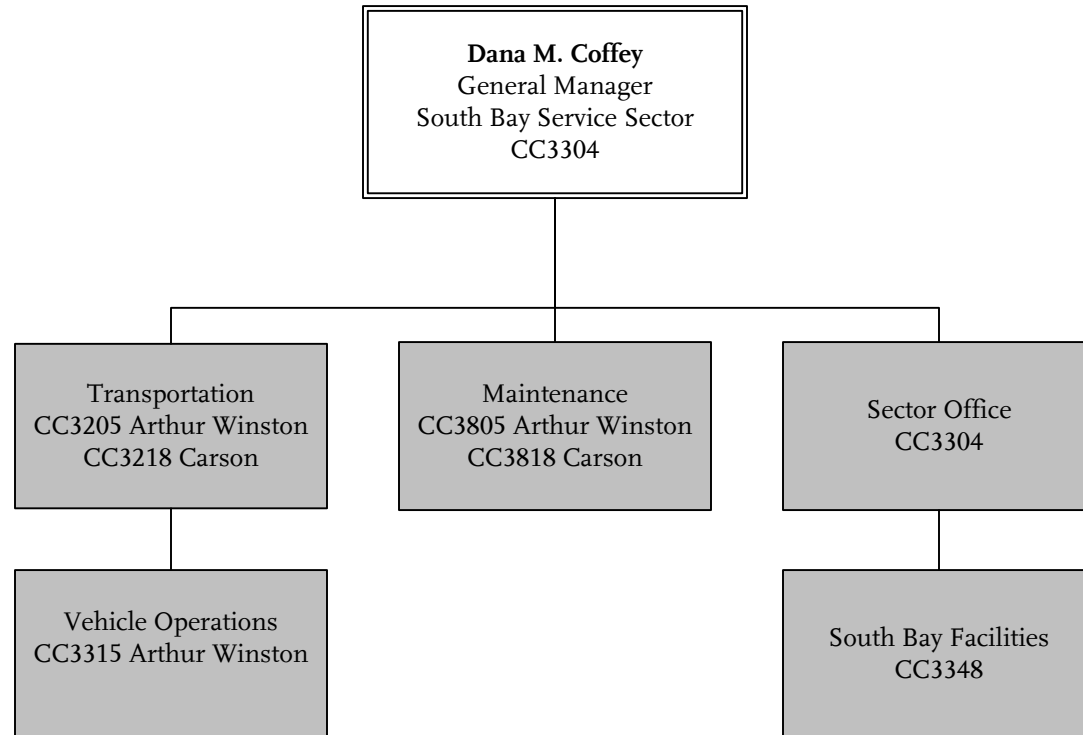 Dana M. Coffey
General Manager
South Bay Service Sector
CC3304
Transportation
CC3205 Arthur Winston
CC3218 Carson
Maintenance
CC3805 Arthur Winston
CC3818 Carson
Sector Office
CC3304
Vehicle Operations
CC3315 Arthur Winston
South Bay Facilities
CC3348